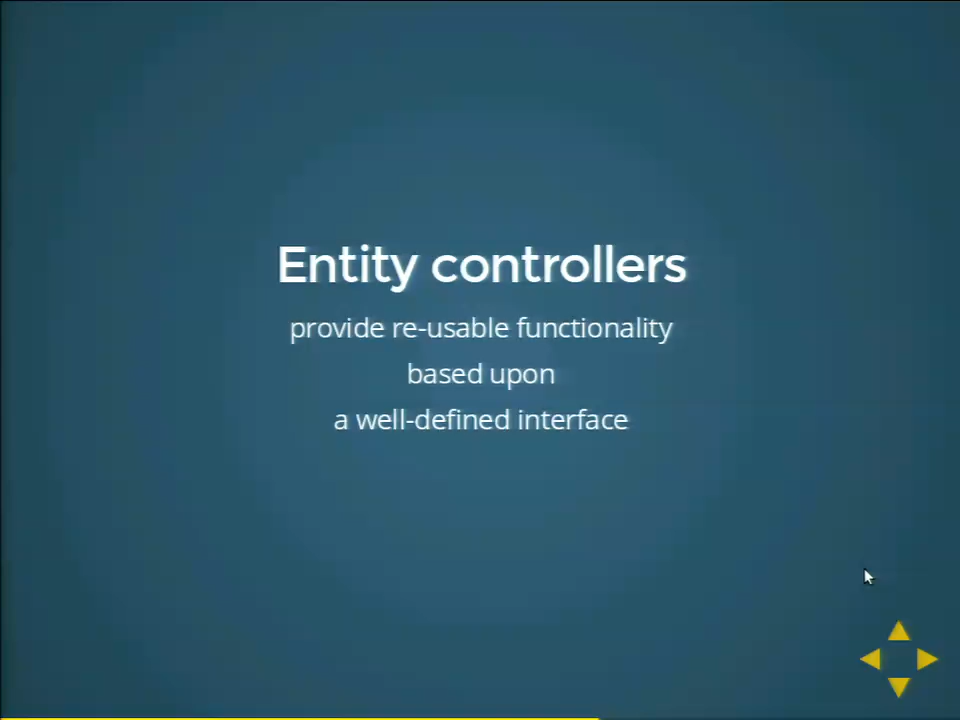 Entity controllers
provide re-usable functionality
based upon
a well-defined interface